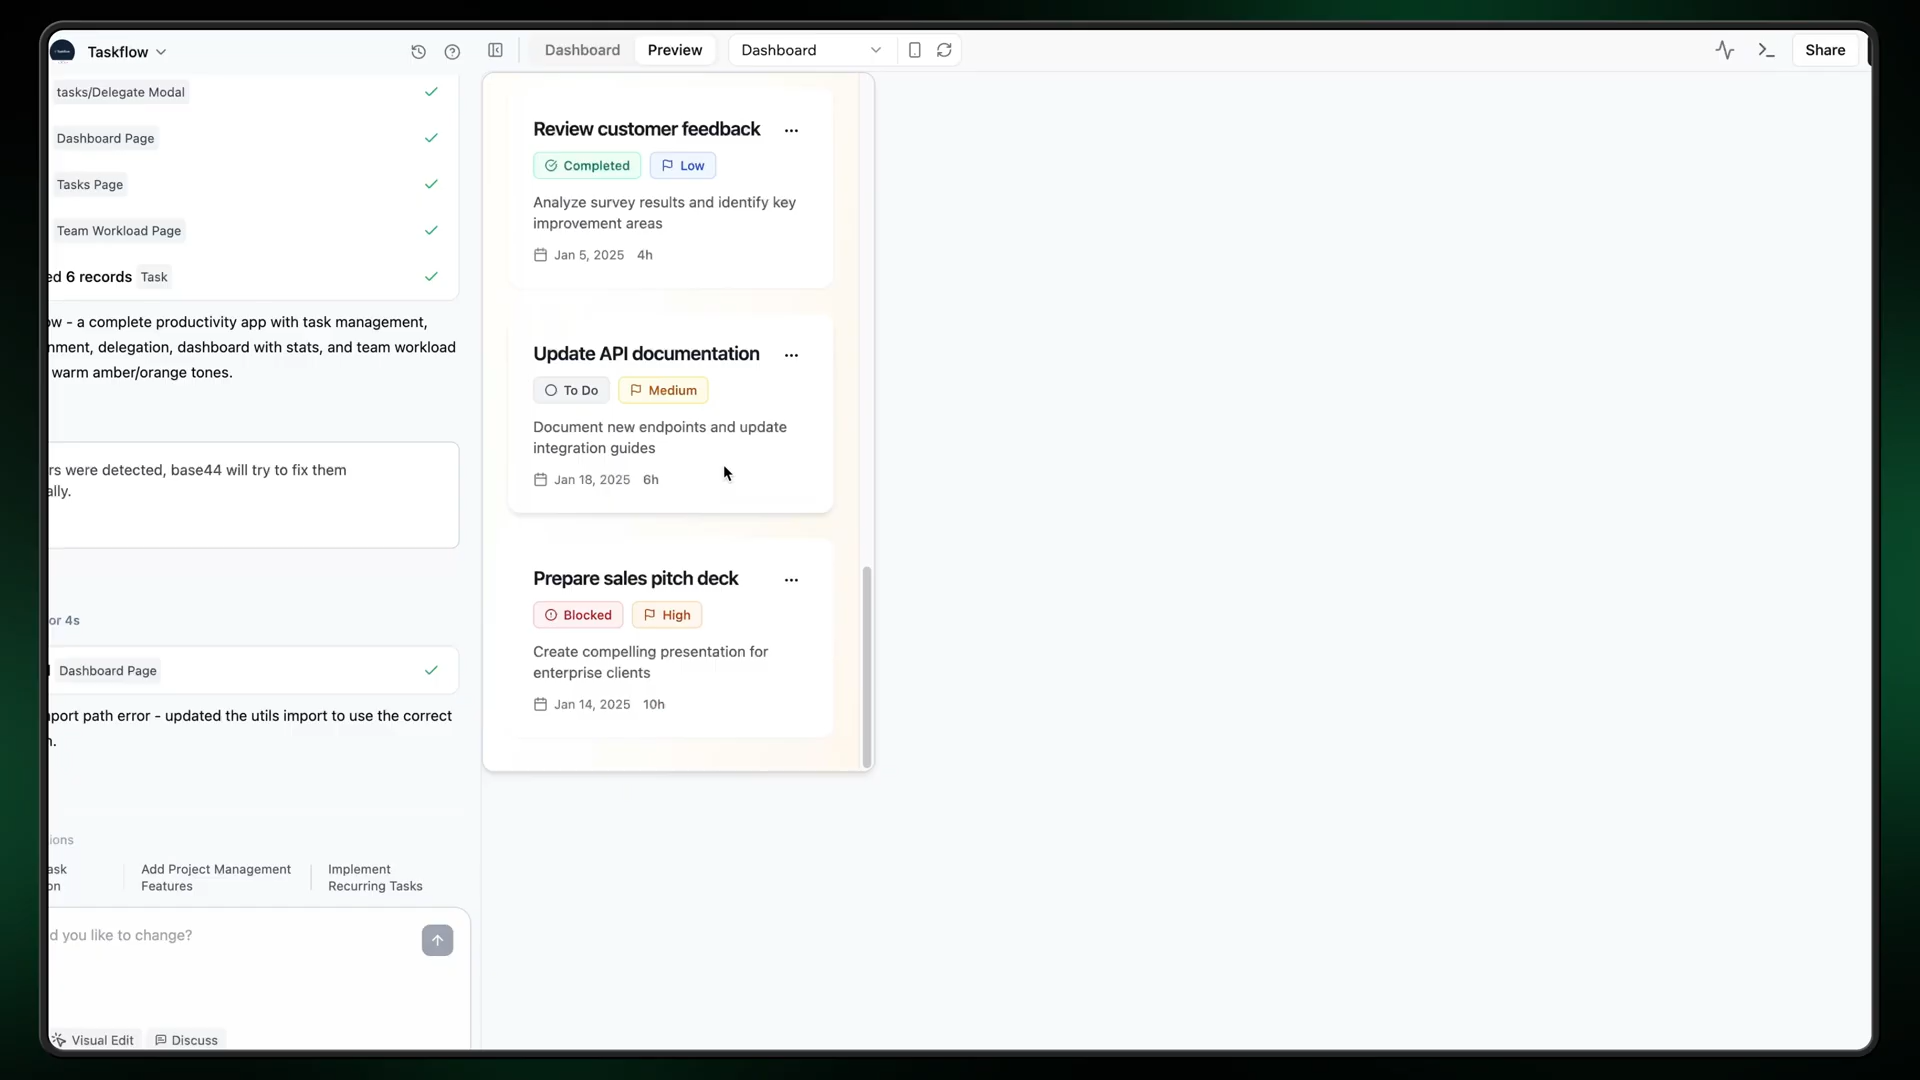 Taskflow
Dashboard
Preview
Dashboard
Share
tasks/Delegate Modal
Dashboard Page
Tasks Page
Team Workload Page
ed 6 records Task
ow - a complete productivity app with task management,
nment, delegation, dashboard with stats, and team workload
warm amber/orange tones.
rs were detected, base44 will try to fix them
ally.
or 4s
Dashboard Page
port path error - updated the utils import to use the correct
n.
ions
ask
on
Add Project Management
Features
Implement
Recurring Tasks
d you like to change?
Visual Edit
Discuss
Review customer feedback
Completed
Low
Analyze survey results and identify key
improvement areas
Jan 5, 2025 4h
Update API documentation
To Do
Medium
Document new endpoints and update
integration guides
Jan 18, 2025 6h
Prepare sales pitch deck
Blocked
High
Create compelling presentation for
enterprise clients
Jan 14, 2025 10h